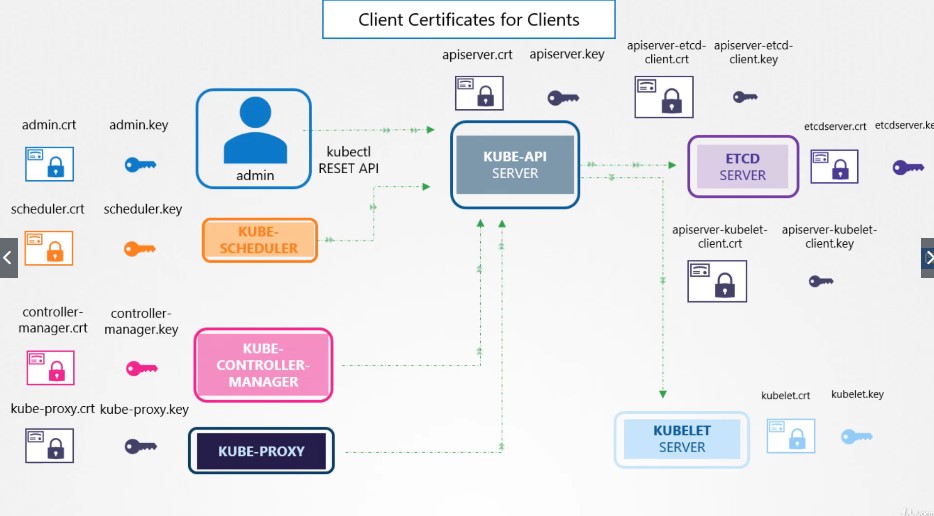 Client Certificates for Clients
apiserver.crt
apiserver.key
apiserver-etcd-
client.crt
apiserver-etcd-
client.key
admin.crt
admin.key
admin
kubectl
RESET API
KUBE-API
SERVER
ETCD
SERVER
etcdserver.crt
etcdserver.ke
scheduler.crt
scheduler.key
KUBE-
SCHEDULER
apiserver-kubelet-
client.crt
apiserver-kubelet-
client.key
controller-
manager.crt
controller-
manager.key
KUBE-
CONTROLLER-
MANAGER
kube-proxy.crt
kube-proxy.key
KUBE-PROXY
KUBELET
SERVER
kubelet.crt
kubelet.key